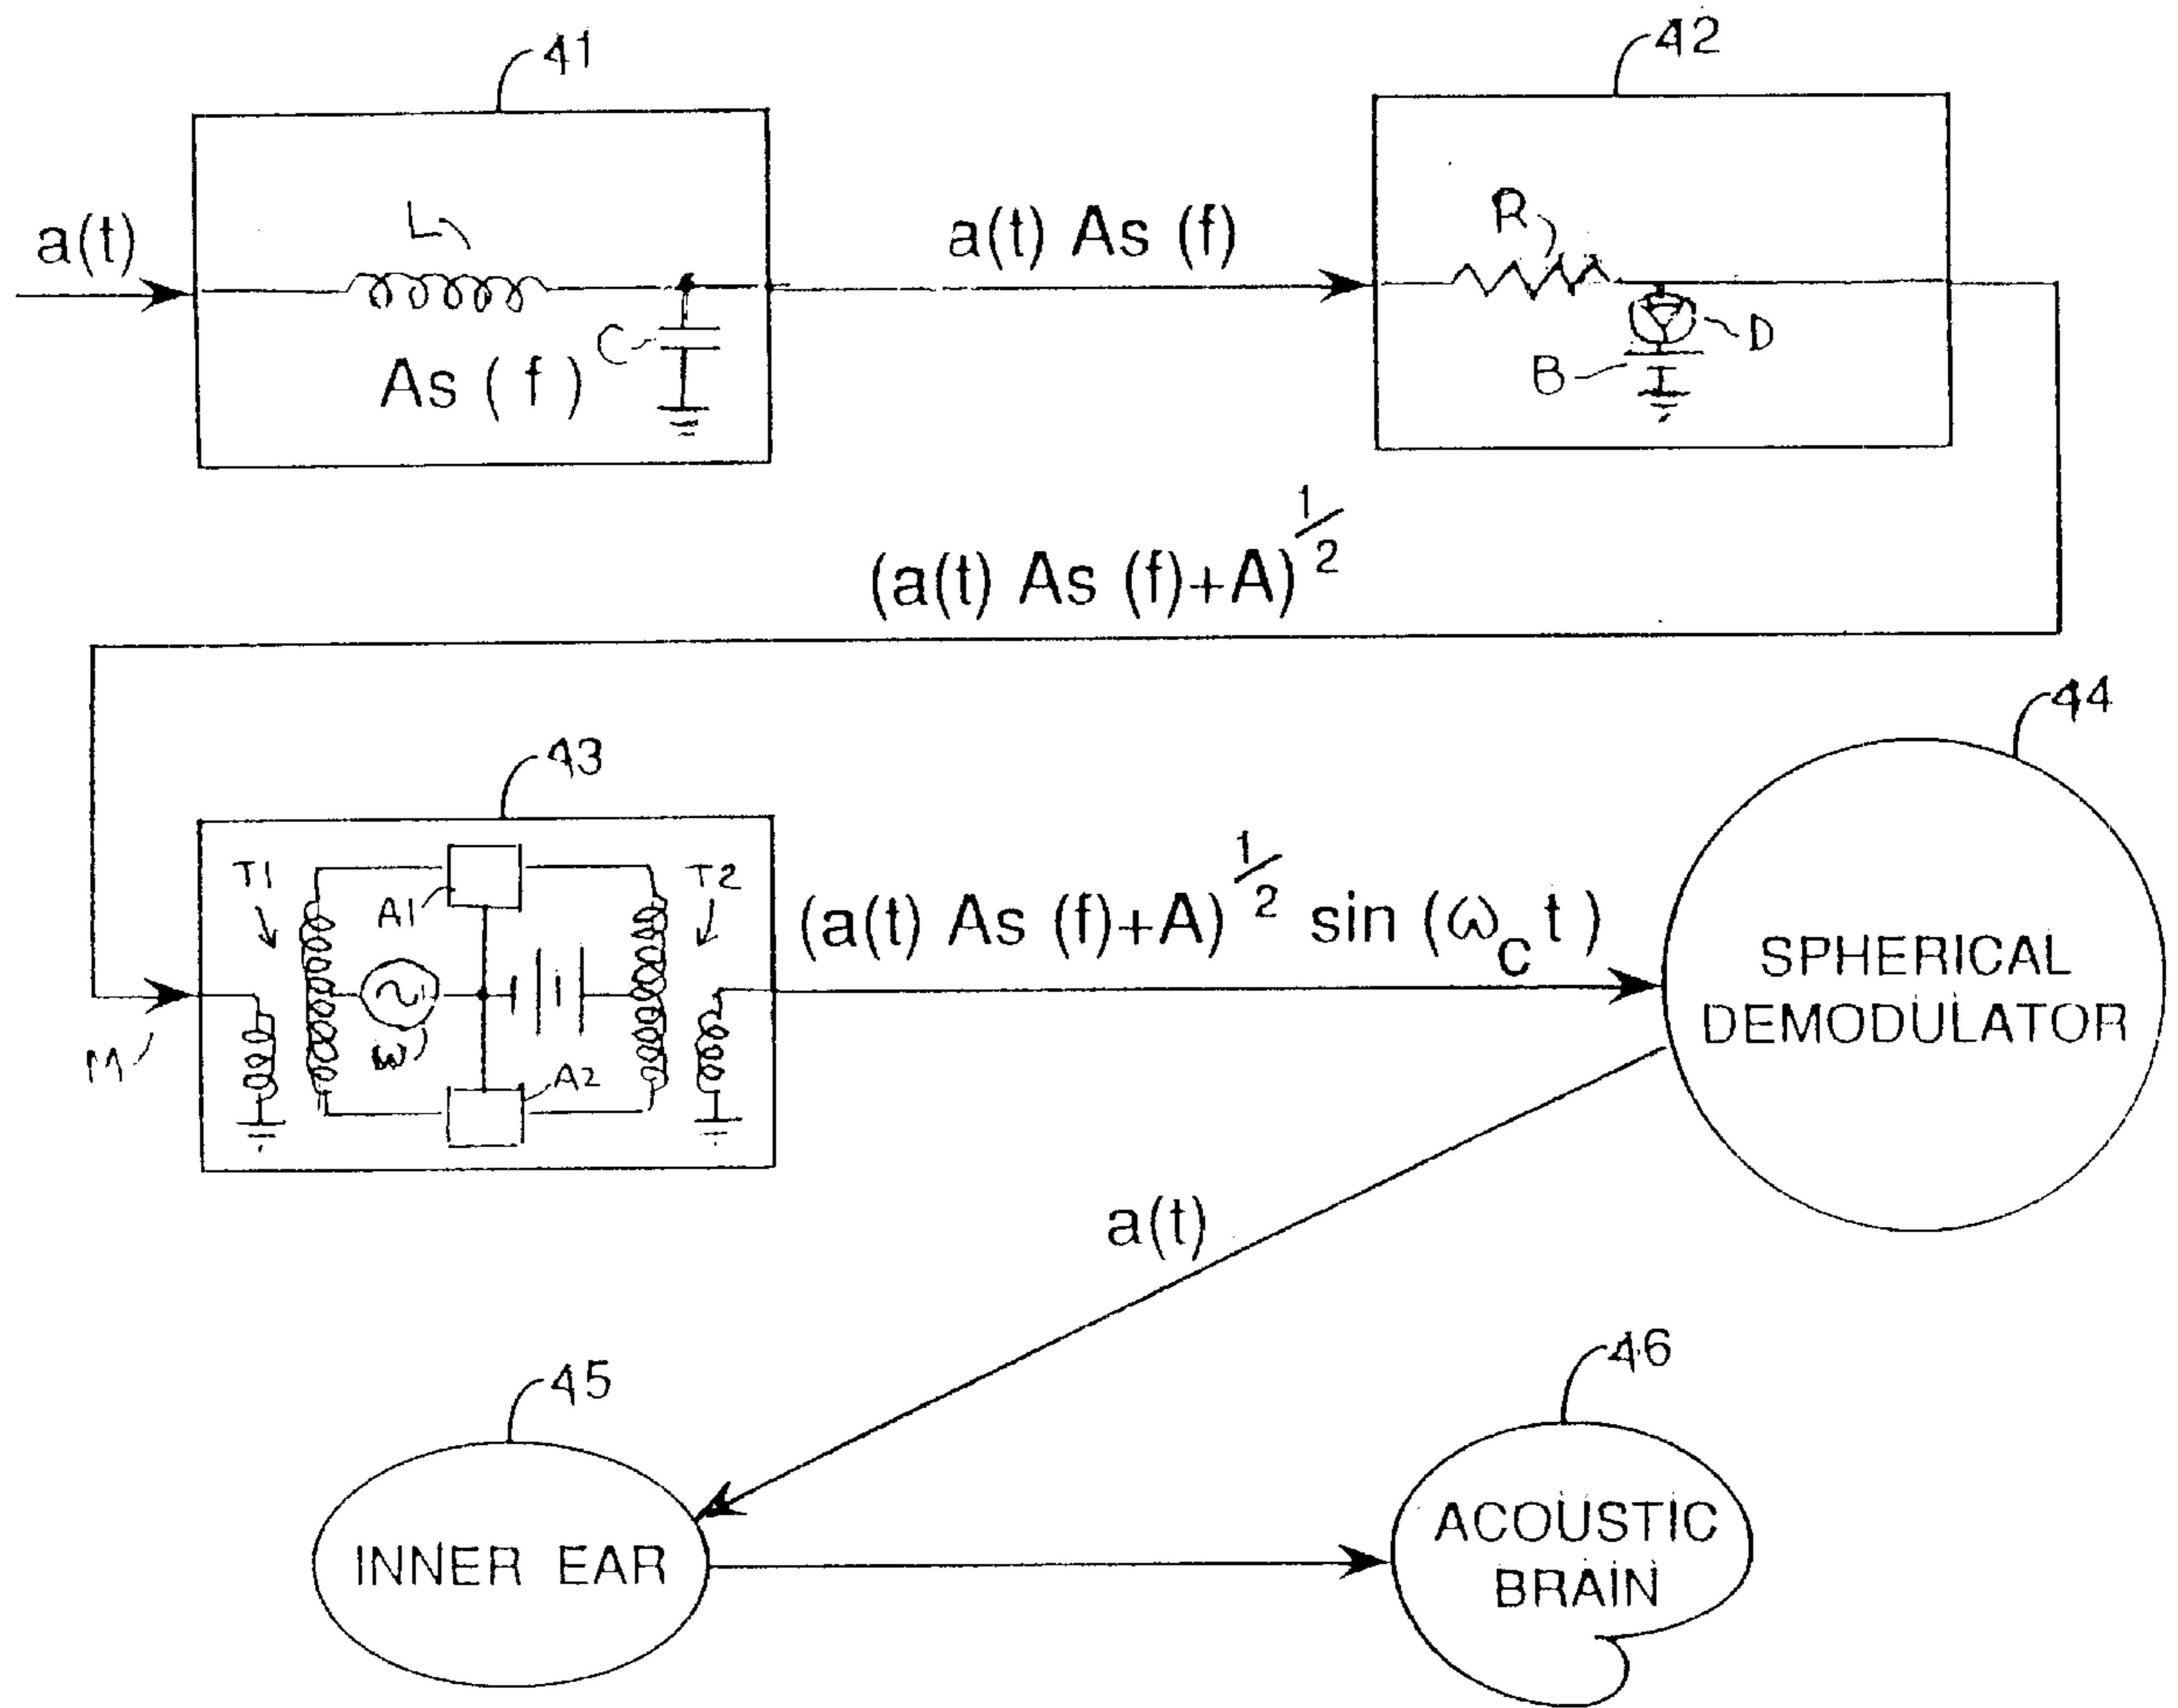 41
42
a(t)
L
As (f)
C
a(t) As (f)
R
D
B
(a(t) As (f)+A)^1/2
43
44
T1
A1
T2
ω
A2
M
(a(t) As (f)+A)^1/2 sin (ω_c t)
SPHERICAL
DEMODULATOR
a(t)
45
46
INNER EAR
ACOUSTIC
BRAIN